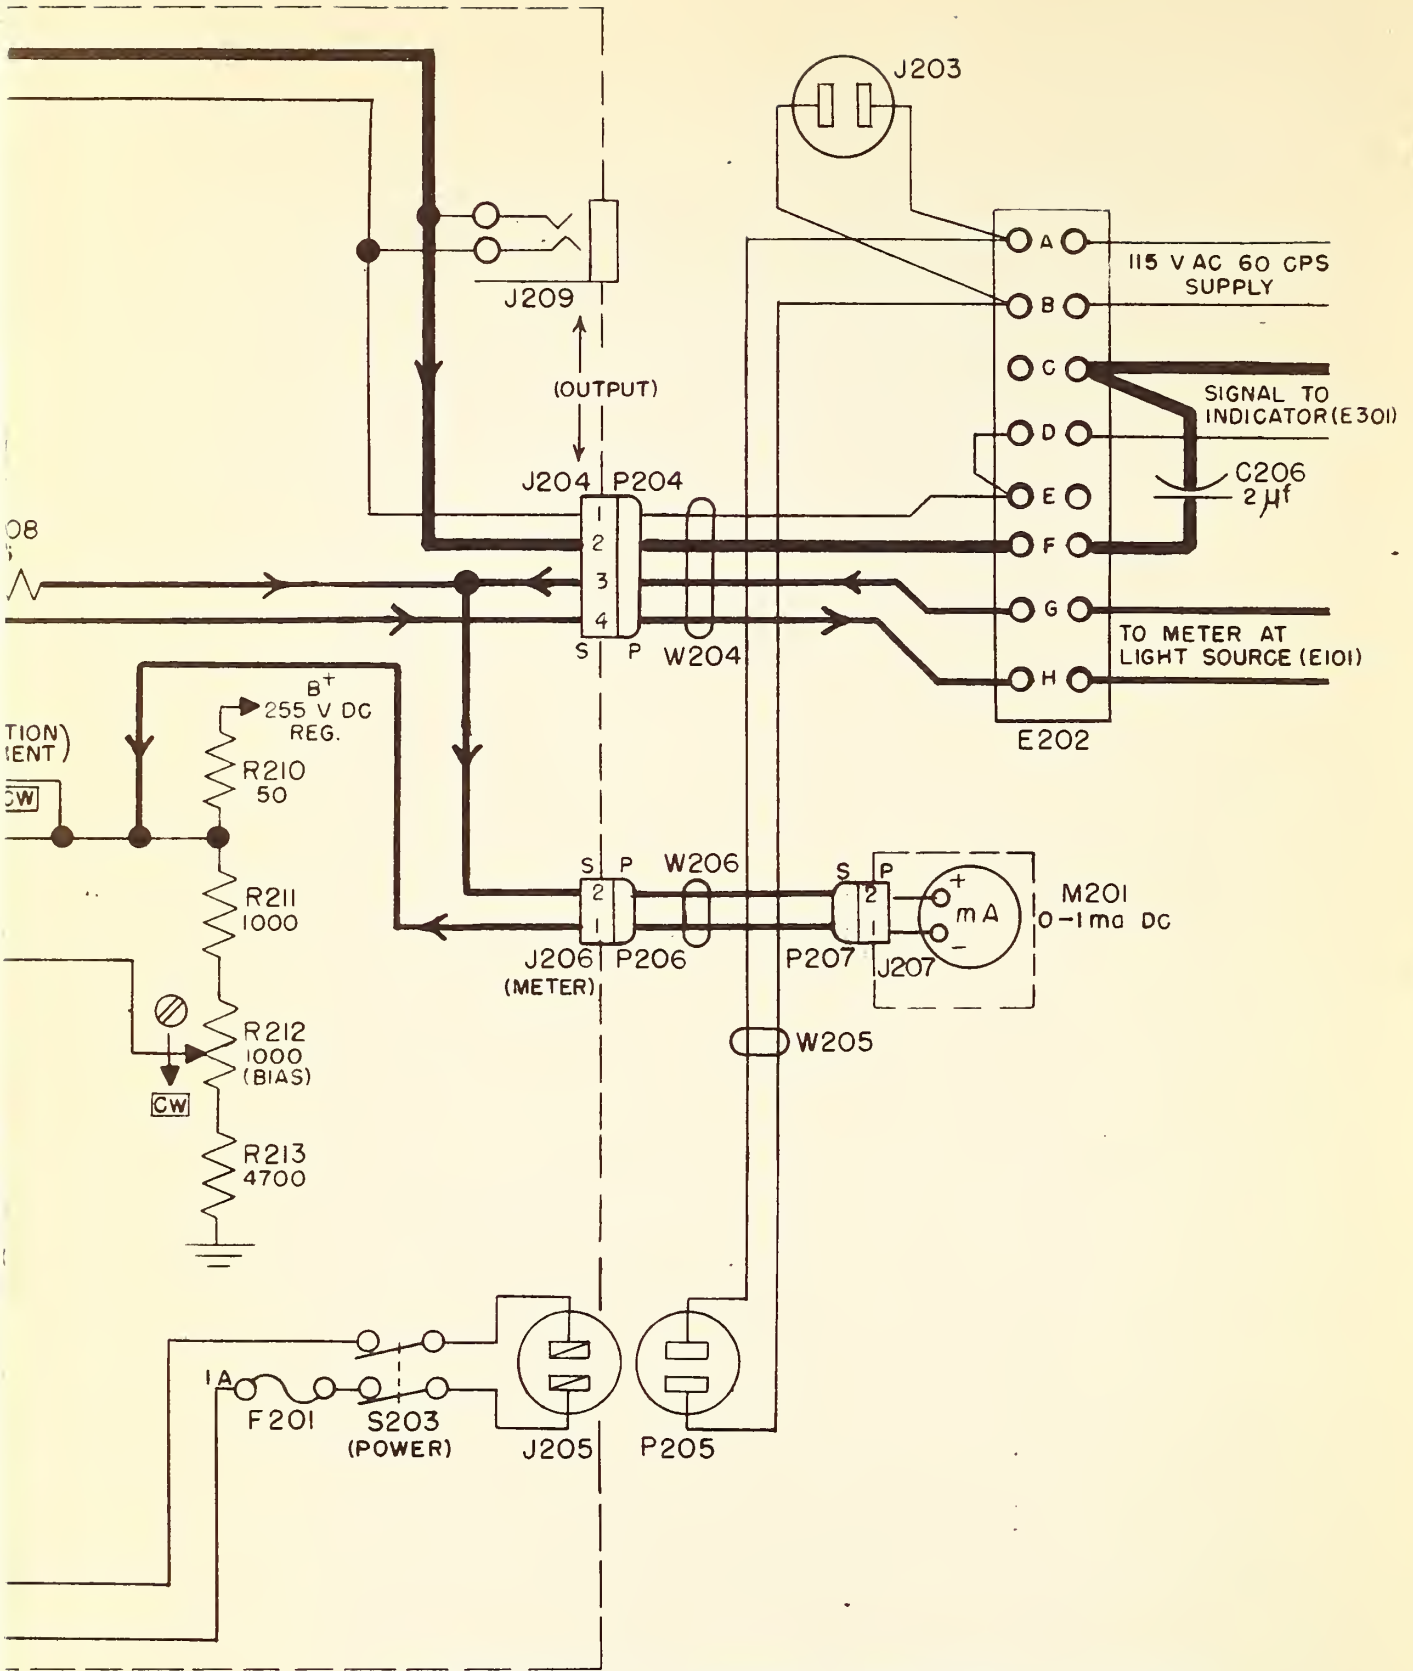 J203
A
115 V AC 60 CPS
SUPPLY
B
J209
C
(OUTPUT)
SIGNAL TO
INDICATOR (E301)
D
J204 P204
C206
2 µf
E
1
08
2
F
3
G
4
TO METER AT
LIGHT SOURCE (E101)
S P W204
H
B+
255 V DC
REG.
TION)
MENT)
E202
R210
50
CW
S P W206
S P
R211
1000
2
2
+
mA
M201
0-1 ma DC
1
1
-
J206 P206
P207 J207
(METER)
R212
1000
(BIAS)
W205
CW
R213
4700
1A
F201 S203
(POWER)
J205 P205